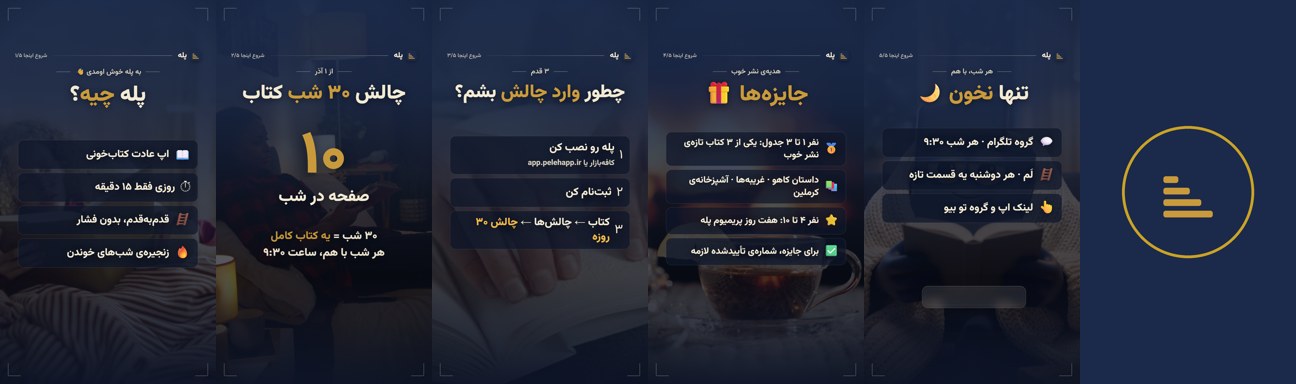 پله
شروع اینجا ۱/۵
به پله خوش اومدی 👋
پله چیه؟
📖 اپ عادت کتاب‌خونی
⏱ روزی فقط ۱۵ دقیقه
🪜 قدم‌به‌قدم، بدون فشار
🔥 زنجیره‌ی شب‌های خوندن
پله
شروع اینجا ۲/۵
از ۱ آذر
چالش ۳۰ شب کتاب
۱۰
صفحه در شب
۳۰ شب = یه کتاب کامل
هر شب با هم، ساعت ۹:۳۰
پله
شروع اینجا ۳/۵
۳ قدم
چطور وارد چالش بشم؟
۱ پله رو نصب کن
کافه‌بازار یا app.pelehapp.ir
۲ ثبت‌نام کن
۳ کتاب ← چالش‌ها ← چالش ۳۰
روزه
پله
شروع اینجا ۴/۵
هدیه‌ی نشر خوب
جایزه‌ها 🎁
🏅 نفر ۱ تا ۳ جدول: یکی از ۳ کتاب تازه‌ی
نشر خوب
📚 داستان کاهو · غریبه‌ها · آشپزخانه‌ی
کرملین
⭐ نفر ۴ تا ۱۰: هفت روز پریمیوم پله
✅ برای جایزه، شماره‌ی تأییدشده لازمه
پله
شروع اینجا ۵/۵
هر شب، با هم
تنها نخون 🌙
💬 گروه تلگرام · هر شب ۹:۳۰
🪜 لَم · هر دوشنبه یه قسمت تازه
👆 لینک اپ و گروه تو بیو